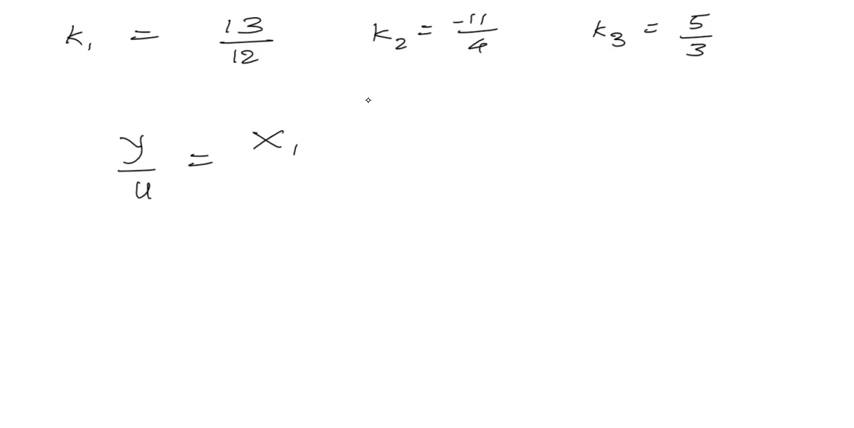 k₁ = 13/12 k₂ = -11/4 k₃ = 5/3
y/u = x₁